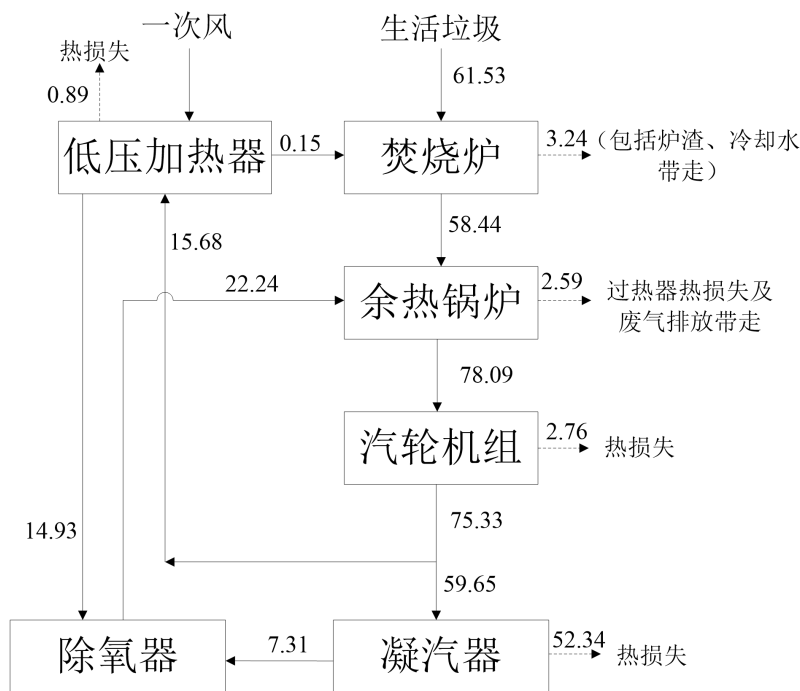 一次风
生活垃圾
热损失
0.89
61.53
低压加热器
0.15
焚烧炉
3.24
（包括炉渣、冷却水
带走）
15.68
58.44
22.24
余热锅炉
2.59
过热器热损失及
废气排放带走
78.09
汽轮机组
2.76
热损失
14.93
75.33
59.65
除氧器
7.31
凝汽器
52.34
热损失